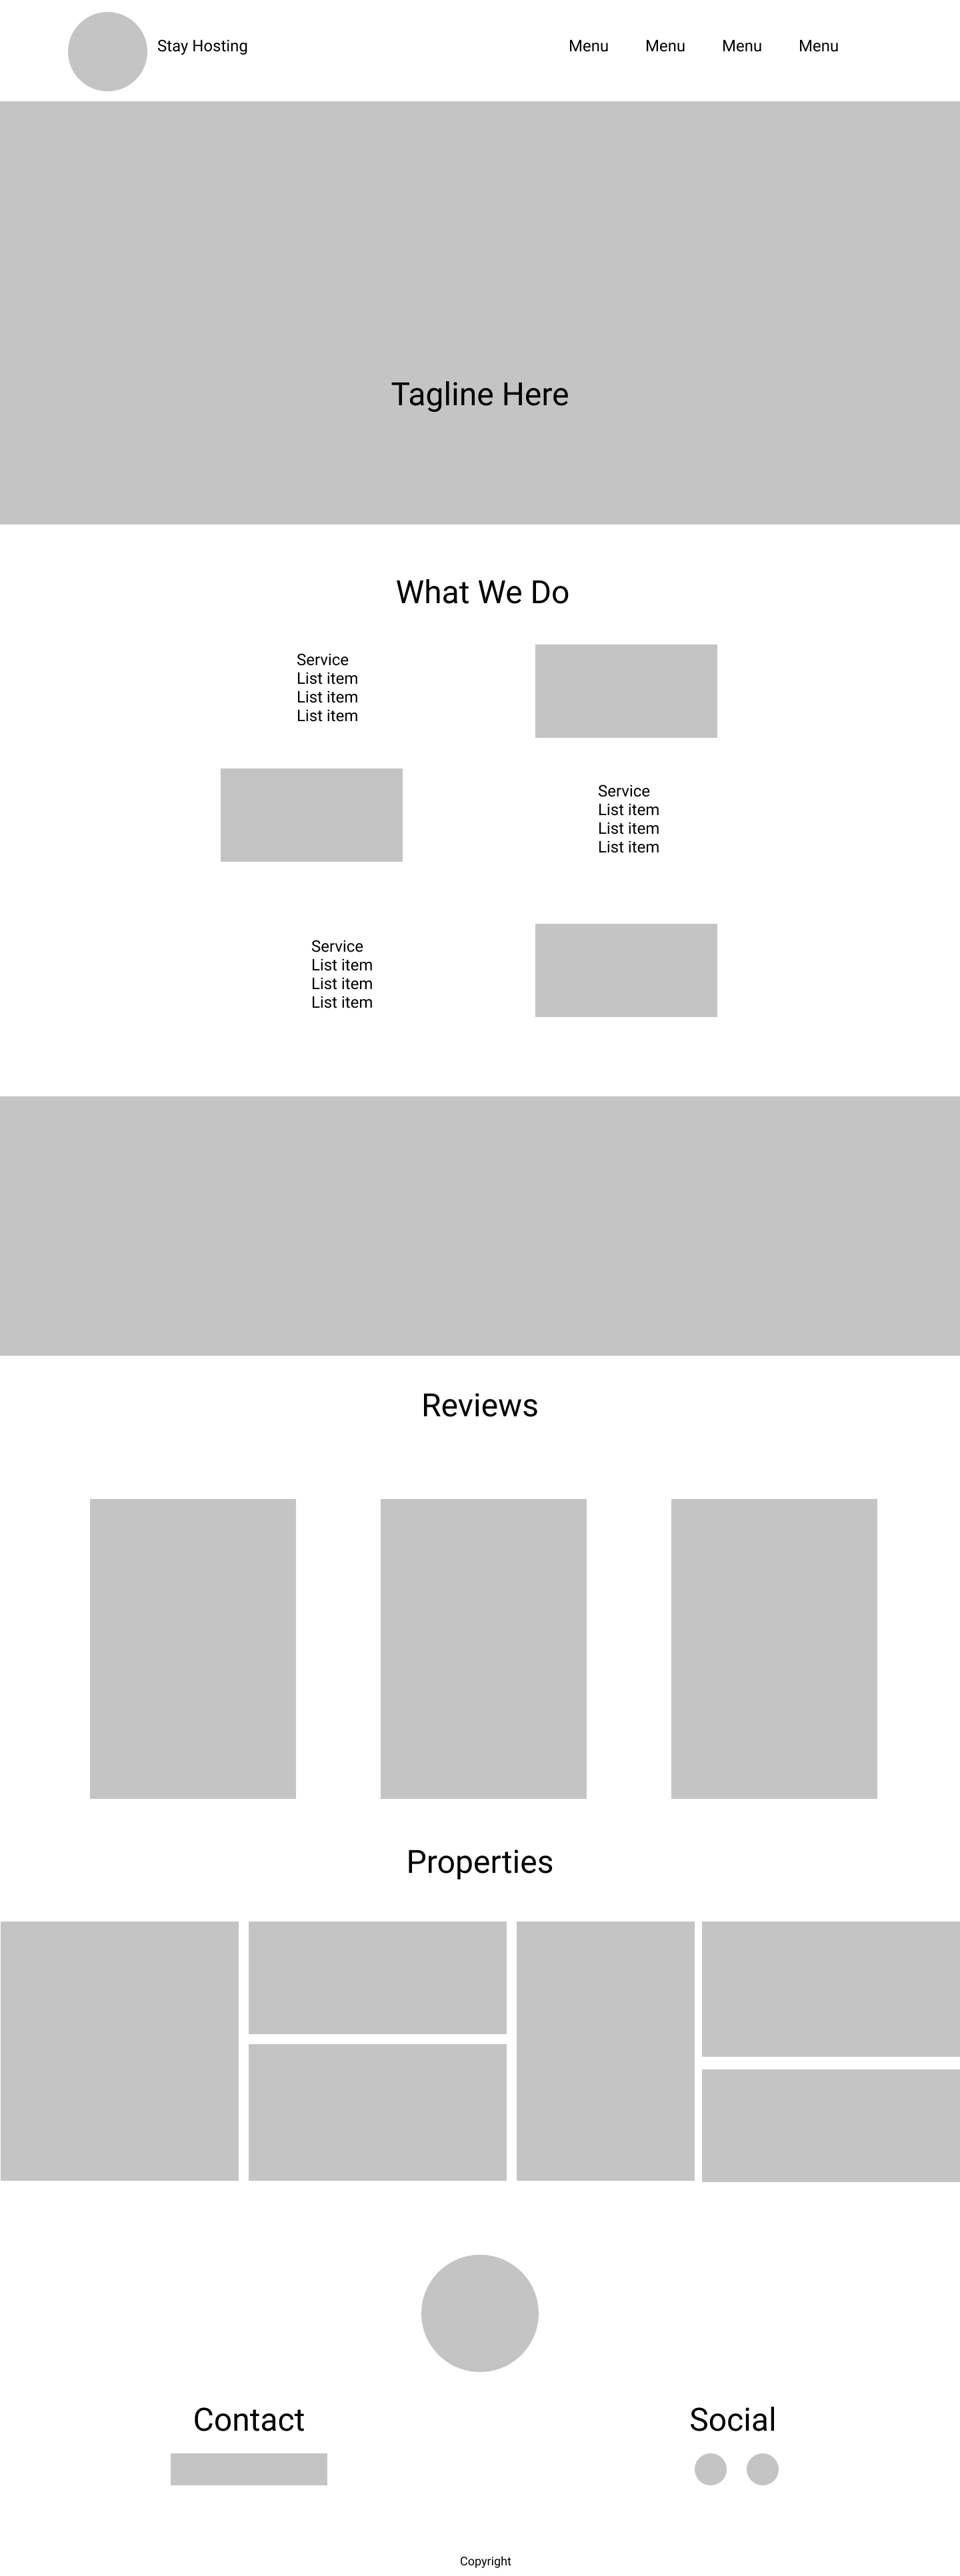 Stay Hosting
Menu Menu Menu Menu
Tagline Here
What We Do
Service
List item
List item
List item
Service
List item
List item
List item
Service
List item
List item
List item
Reviews
Properties
Contact
Social
Copyright